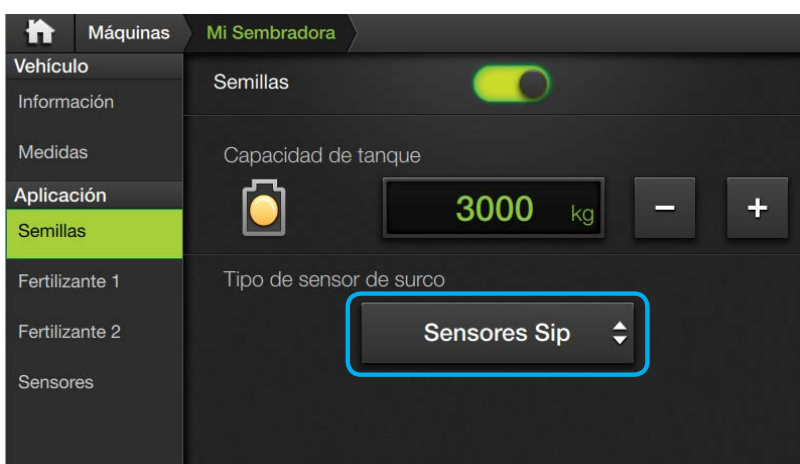 Máquinas
Mi Sembradora
Vehículo
Información
Medidas
Aplicación
Semillas
Fertilizante 1
Fertilizante 2
Sensores
Semillas
Capacidad de tanque
3000 kg
− +
Tipo de sensor de surco
Sensores Sip